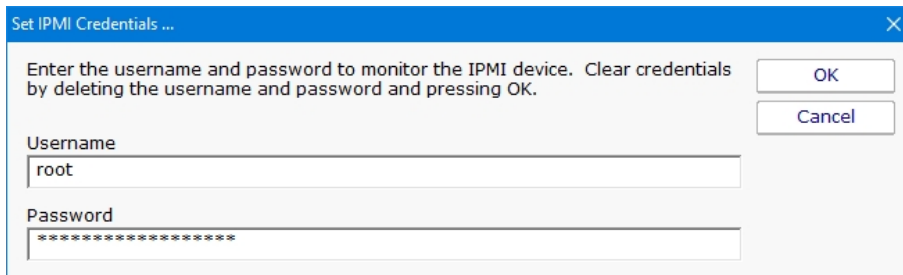 Set IPMI Credentials ...
Enter the username and password to monitor the IPMI device.  Clear credentials
by deleting the username and password and pressing OK.
OK
Cancel
Username
root
Password
******************